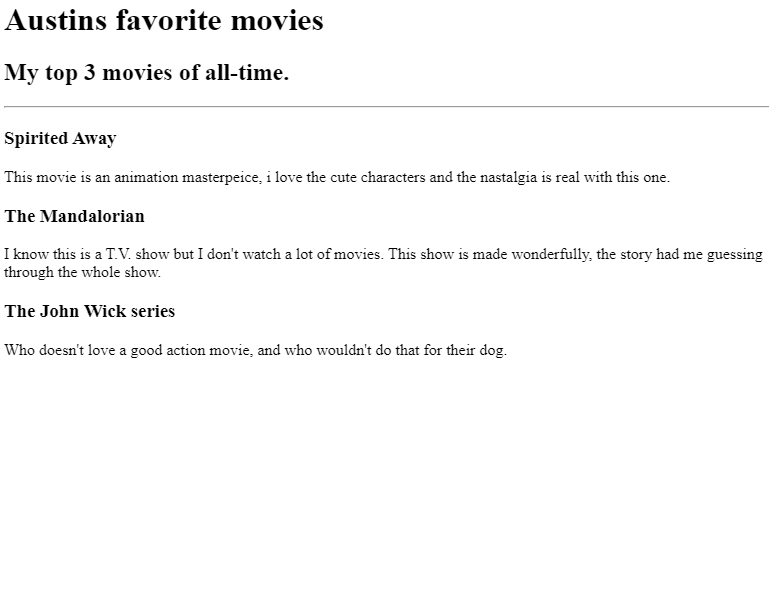 Austins favorite movies
My top 3 movies of all-time.
Spirited Away
This movie is an animation masterpeice, i love the cute characters and the nastalgia is real with this one.
The Mandalorian
I know this is a T.V. show but I don't watch a lot of movies. This show is made wonderfully, the story had me guessing
through the whole show.
The John Wick series
Who doesn't love a good action movie, and who wouldn't do that for their dog.